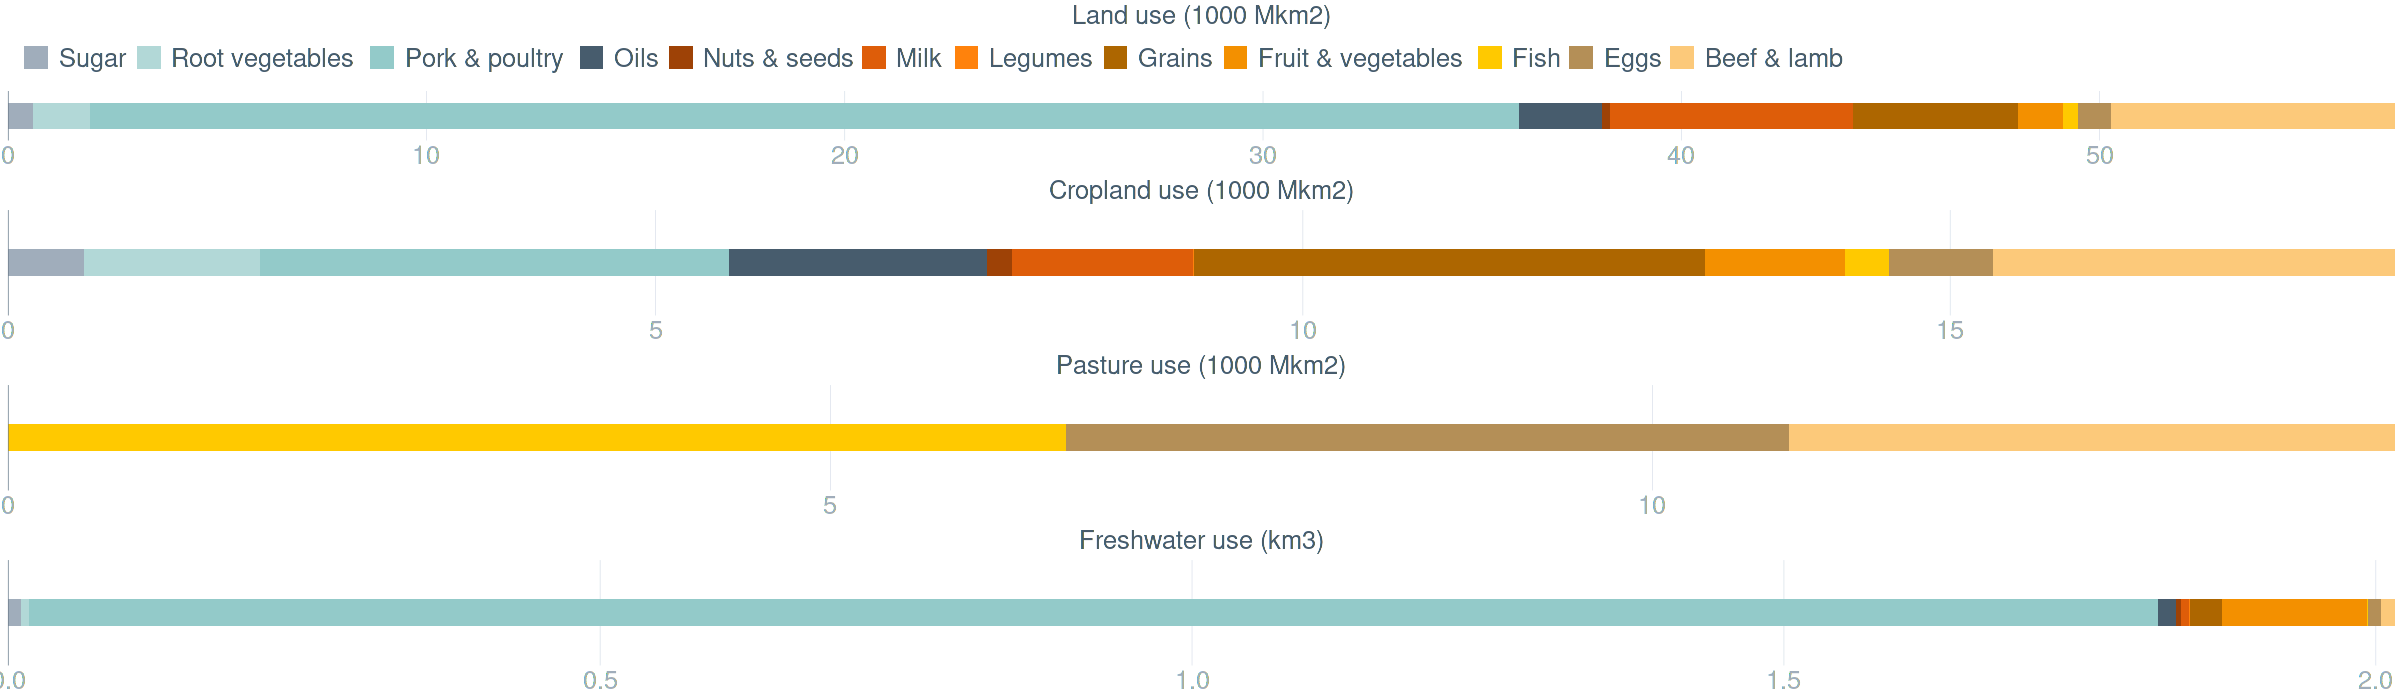 Land use (1000 Mkm2)
Sugar Root vegetables Pork & poultry Oils Nuts & seeds Milk Legumes Grains Fruit & vegetables Fish Eggs Beef & lamb
0 10 20 30 40 50
Cropland use (1000 Mkm2)
0 5 10 15
Pasture use (1000 Mkm2)
0 5 10
Freshwater use (km3)
0.0 0.5 1.0 1.5 2.0